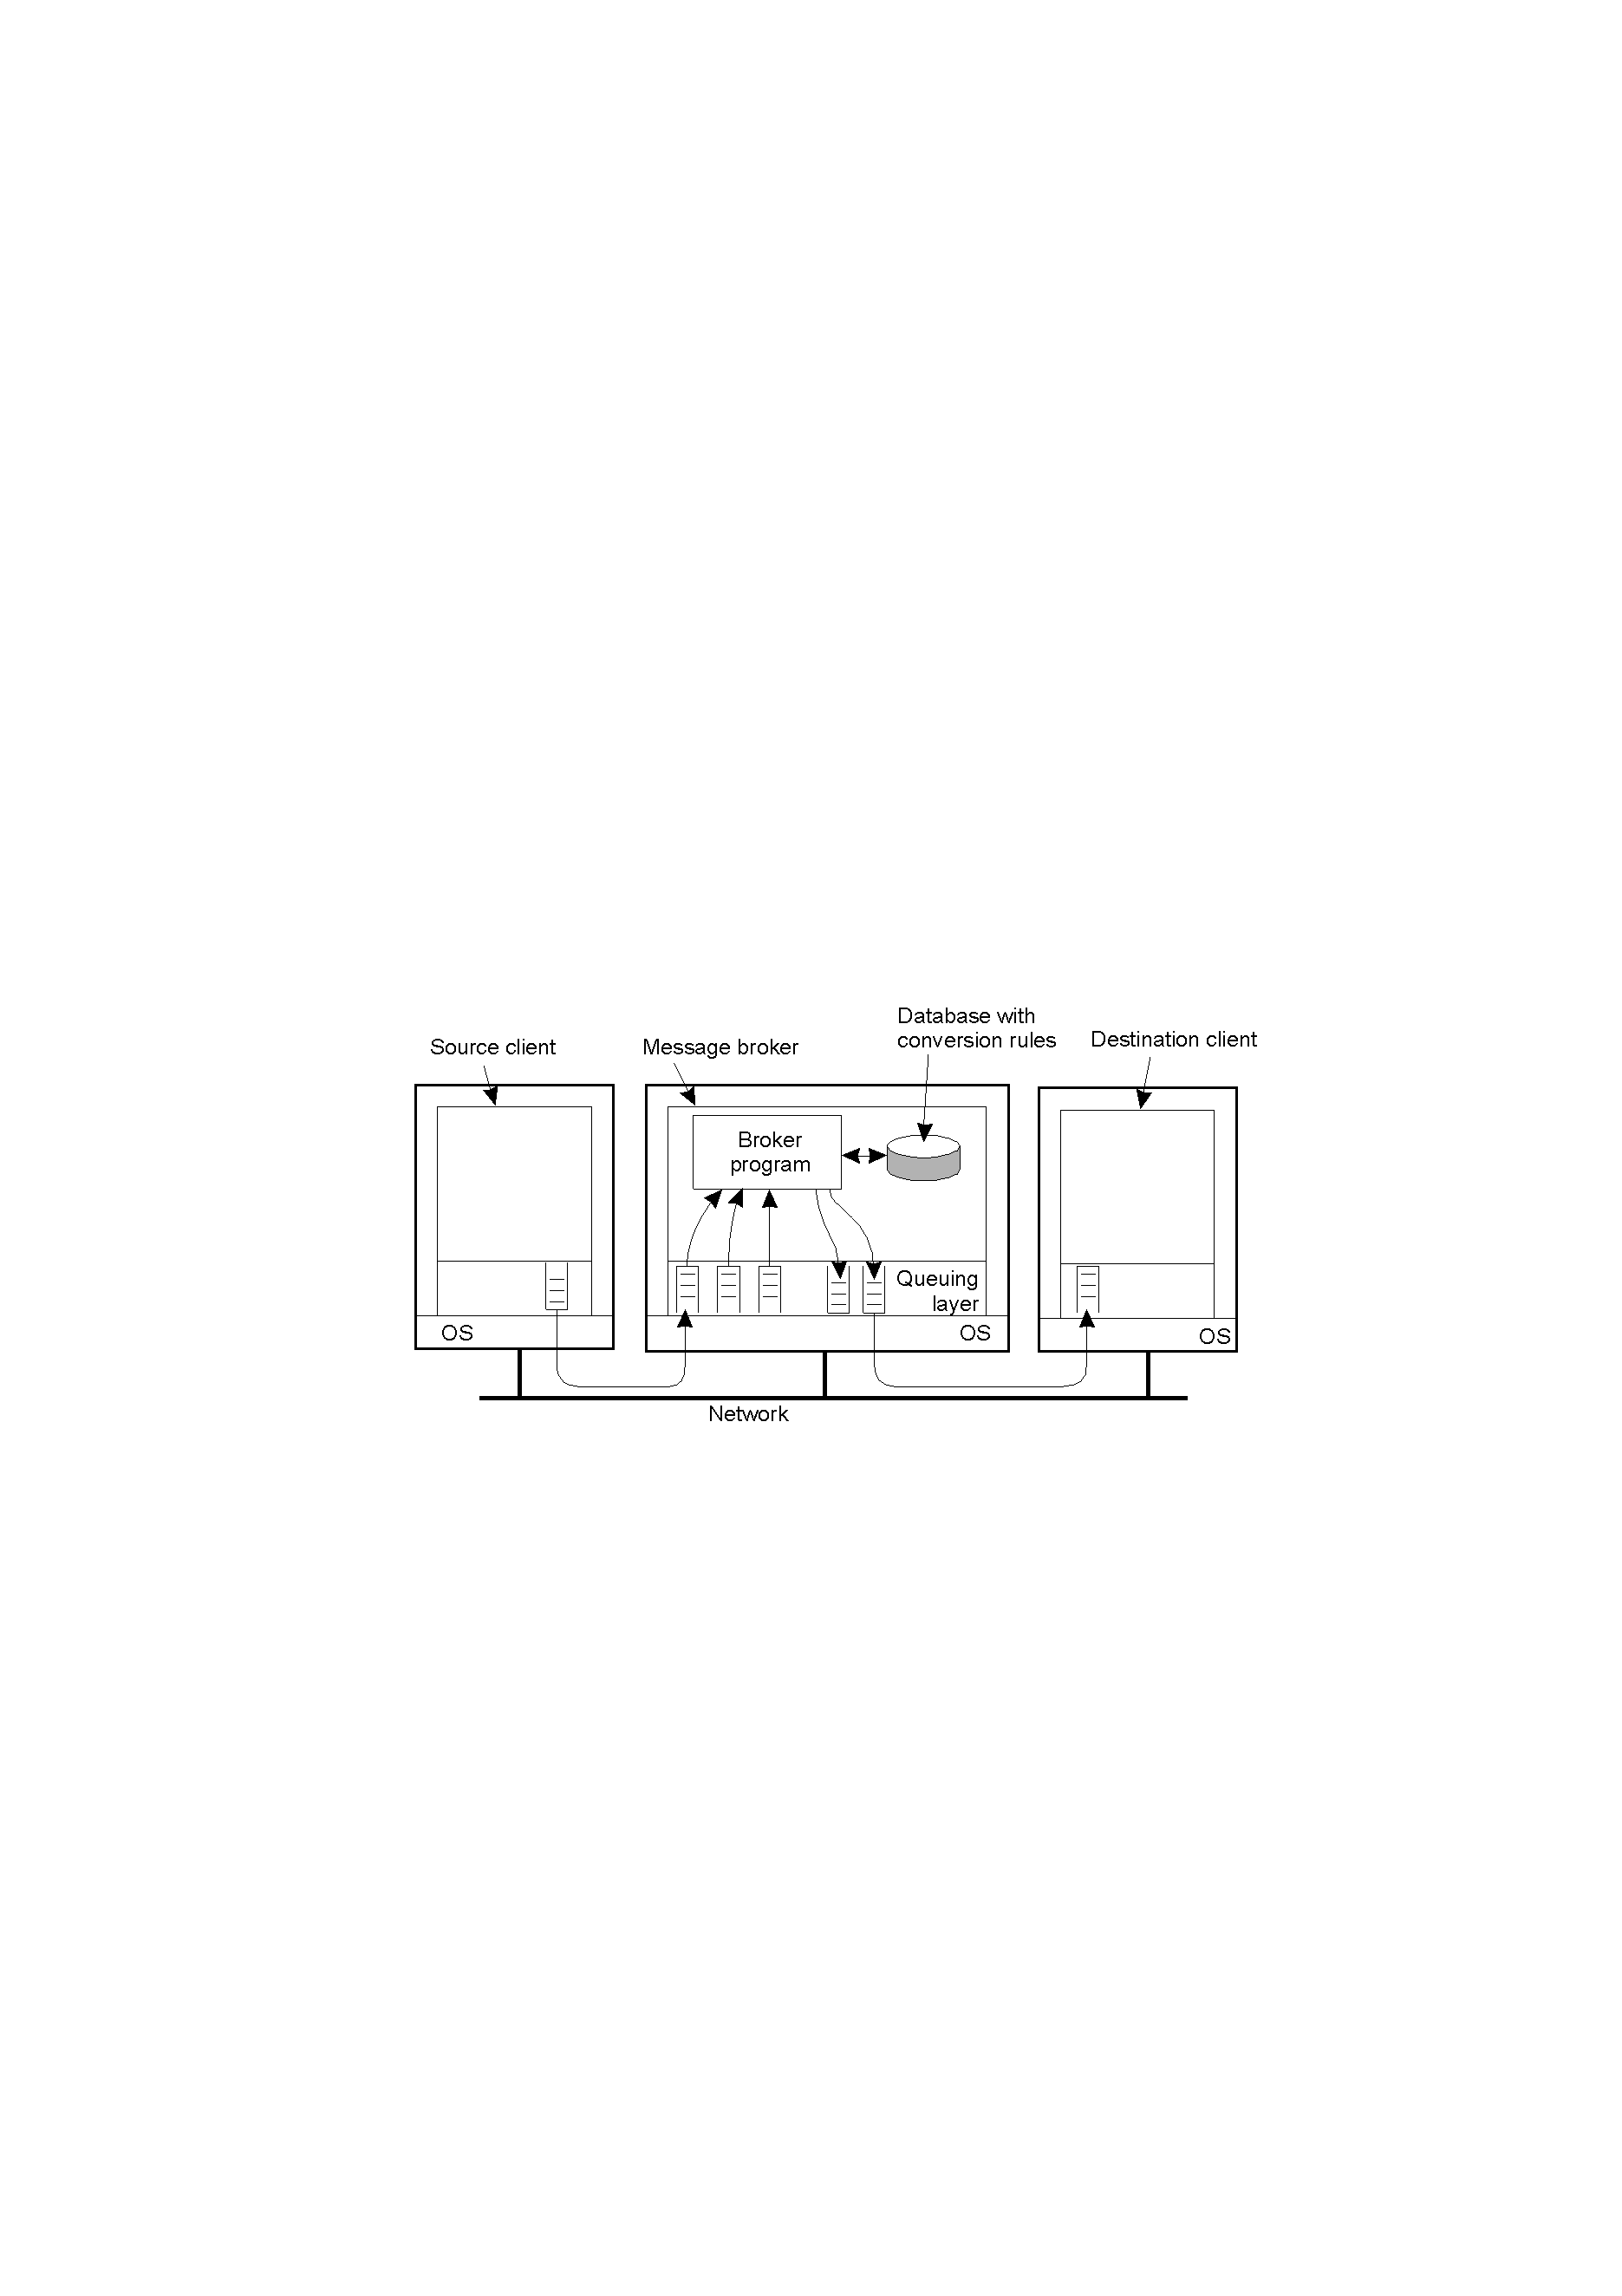 Database with
conversion rules
Destination client
Source client
Message broker
Broker
program
Queuing
layer
OS
OS
OS
Network